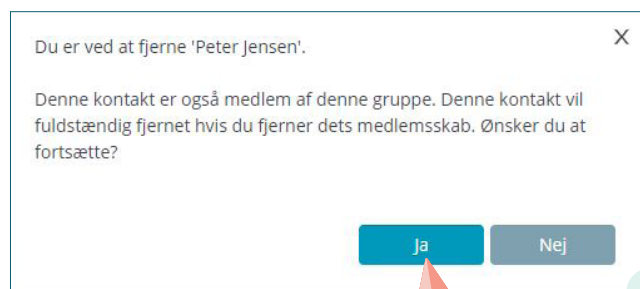 Du er ved at fjerne 'Peter Jensen'.
X
Denne kontakt er også medlem af denne gruppe. Denne kontakt vil
fuldstændig fjernet hvis du fjerner dets medlemsskab. Ønsker du at
fortsætte?
Ja
Nej